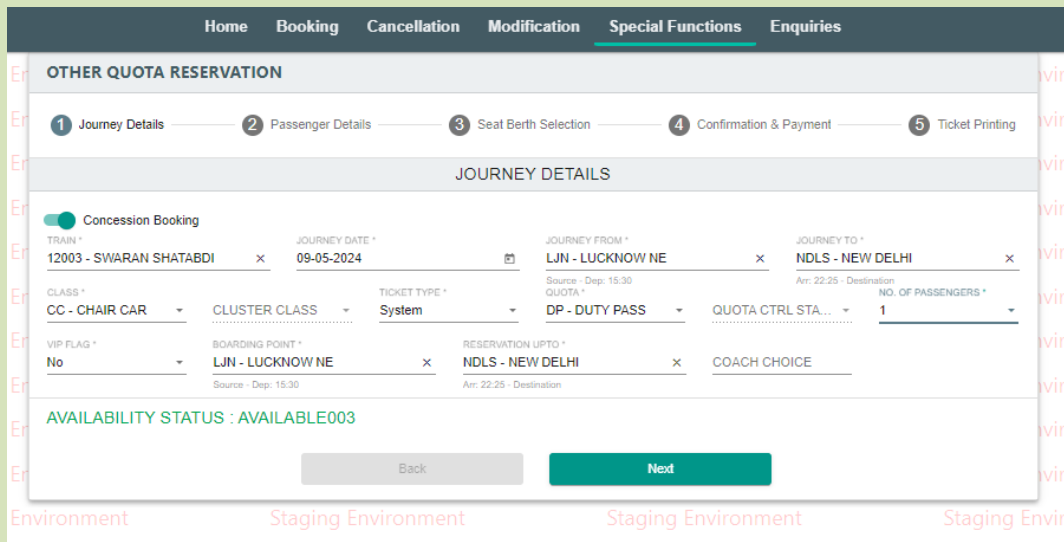 Home Booking Cancellation Modification Special Functions Enquiries
OTHER QUOTA RESERVATION
1 Journey Details 2 Passenger Details 3 Seat Berth Selection 4 Confirmation & Payment 5 Ticket Printing
JOURNEY DETAILS
Concession Booking
TRAIN * JOURNEY DATE * JOURNEY FROM * JOURNEY TO *
12003 - SWARAN SHATABDI 09-05-2024 LJN - LUCKNOW NE NDLS - NEW DELHI
Source - Dep: 15:30 Arr: 22:25 - Destination
CLASS * TICKET TYPE * QUOTA * NO. OF PASSENGERS *
CC - CHAIR CAR CLUSTER CLASS System DP - DUTY PASS QUOTA CTRL STA... 1
VIP FLAG * BOARDING POINT * RESERVATION UPTO *
No LJN - LUCKNOW NE NDLS - NEW DELHI COACH CHOICE
Source - Dep: 15:30 Arr: 22:25 - Destination
AVAILABILITY STATUS : AVAILABLE003
Back Next
Environment Staging Environment Staging Environment Staging Envir